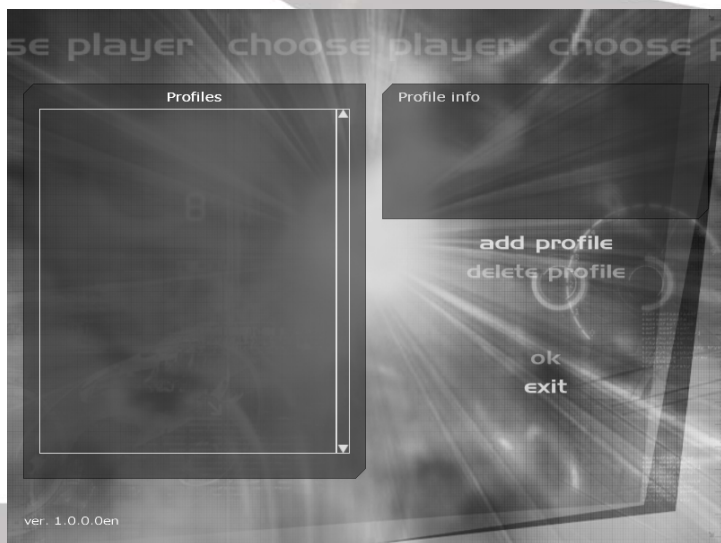 se player choose player choose p
Profiles
Profile info
add profile
delete profile
ok
exit
ver. 1.0.0.0en